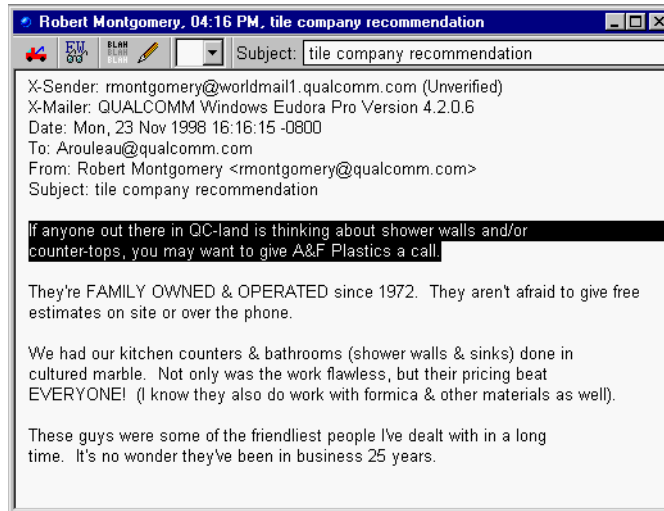 Robert Montgomery, 04:16 PM, tile company recommendation
BLAH
BLAH
BLAH
Subject: tile company recommendation
X-Sender: rmontgomery@worldmail1.qualcomm.com (Unverified)
X-Mailer: QUALCOMM Windows Eudora Pro Version 4.2.0.6
Date: Mon, 23 Nov 1998 16:16:15 -0800
To: Arouleau@qualcomm.com
From: Robert Montgomery <rmontgomery@qualcomm.com>
Subject: tile company recommendation
If anyone out there in QC-land is thinking about shower walls and/or
counter-tops, you may want to give A&F Plastics a call.
They're FAMILY OWNED & OPERATED since 1972.  They aren't afraid to give free
estimates on site or over the phone.
We had our kitchen counters & bathrooms (shower walls & sinks) done in
cultured marble.  Not only was the work flawless, but their pricing beat
EVERYONE!  (I know they also do work with formica & other materials as well).
These guys were some of the friendliest people I've dealt with in a long
time.  It's no wonder they've been in business 25 years.